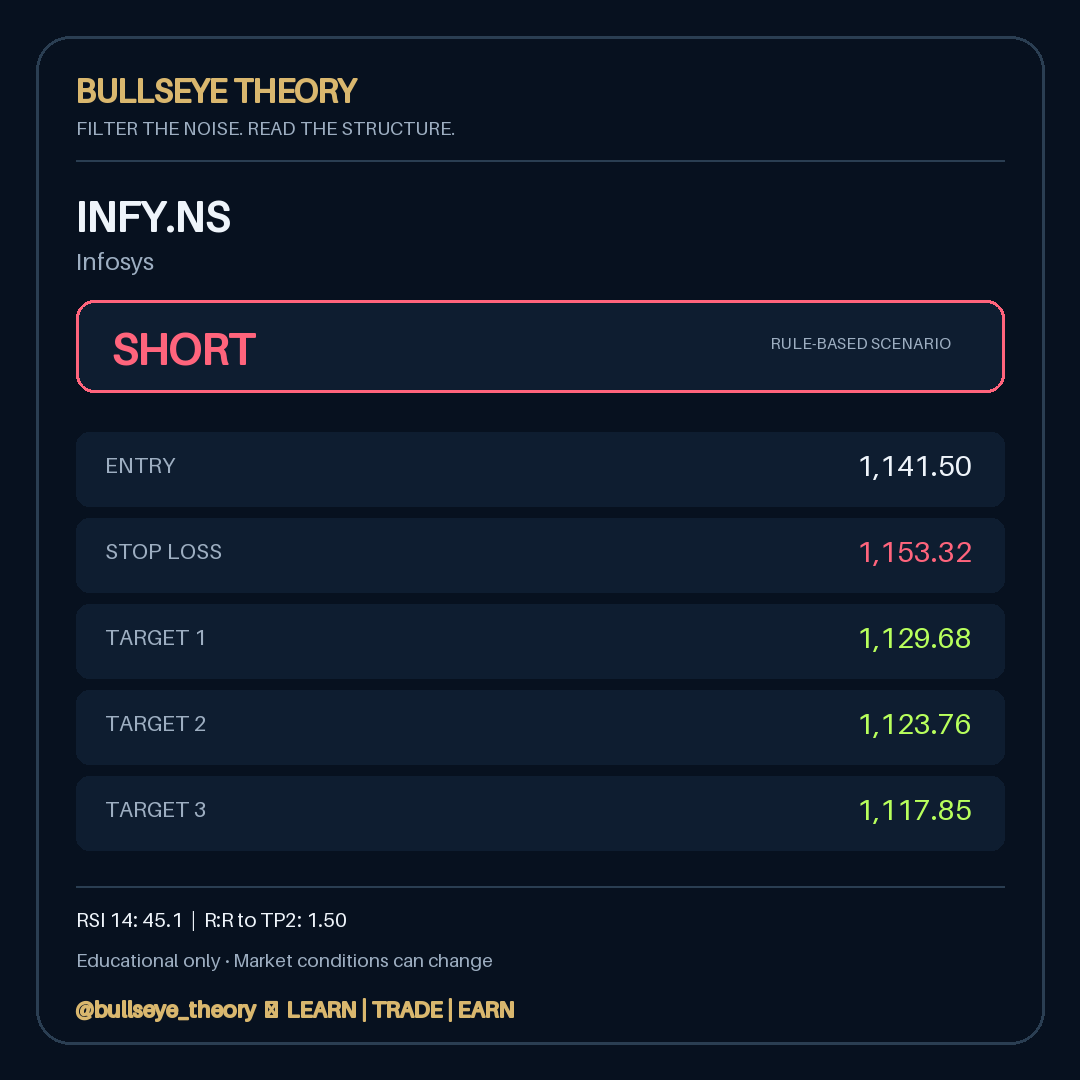 BULLSEYE THEORY
FILTER THE NOISE. READ THE STRUCTURE.
INFY.NS
Infosys
SHORT
RULE-BASED SCENARIO
ENTRY 1,141.50
STOP LOSS 1,153.32
TARGET 1 1,129.68
TARGET 2 1,123.76
TARGET 3 1,117.85
RSI 14: 45.1 | R:R to TP2: 1.50
Educational only · Market conditions can change
@bullseye_theory LEARN | TRADE | EARN